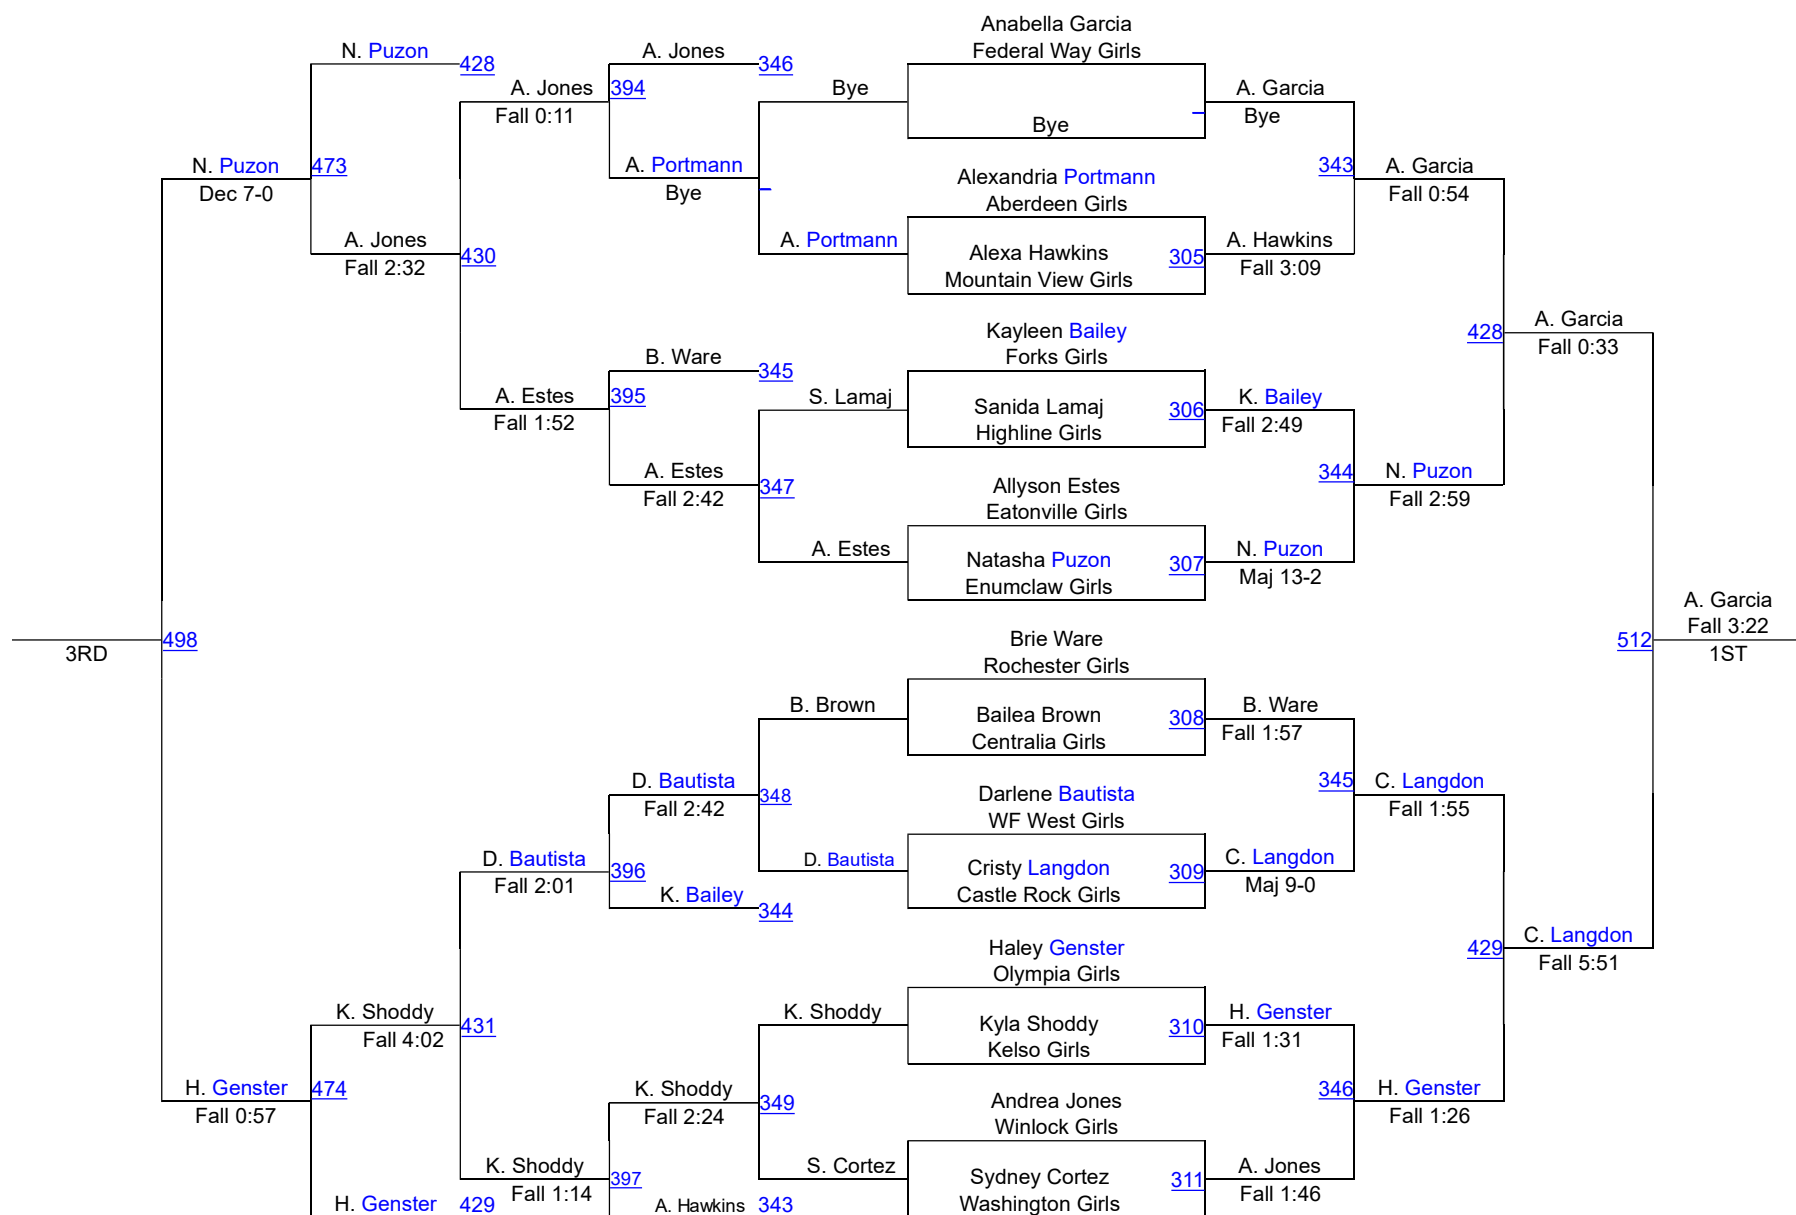 Anabella Garcia
N. Puzon
A. Jones
Federal Way Girls
428
346
A. Jones
394
Bye
A. Garcia
Fall 0:11
Bye
Bye
N. Puzon
473
A. Portmann
Alexandria Portmann
343
A. Garcia
Dec 7-0
Bye
Aberdeen Girls
Fall 0:54
A. Jones
430
A. Portmann
Alexa Hawkins
305
A. Hawkins
Fall 2:32
Mountain View Girls
Fall 3:09
Kayleen Bailey
428
A. Garcia
B. Ware
345
Forks Girls
Fall 0:33
A. Estes
395
S. Lamaj
Sanida Lamaj
306
K. Bailey
Fall 1:52
Highline Girls
Fall 2:49
A. Estes
347
Allyson Estes
344
N. Puzon
Fall 2:42
Eatonville Girls
Fall 2:59
A. Estes
Natasha Puzon
307
N. Puzon
Enumclaw Girls
Maj 13-2
A. Garcia
Fall 3:22
498
Brie Ware
512
3RD
Rochester Girls
1ST
B. Brown
Bailea Brown
308
B. Ware
Centralia Girls
Fall 1:57
D. Bautista
348
Darlene Bautista
345
C. Langdon
Fall 2:42
WF West Girls
Fall 1:55
D. Bautista
396
D. Bautista
Cristy Langdon
309
C. Langdon
Fall 2:01
K. Bailey
344
Castle Rock Girls
Maj 9-0
Haley Genster
429
C. Langdon
Olympia Girls
Fall 5:51
K. Shoddy
431
K. Shoddy
Kyla Shoddy
310
H. Genster
Fall 4:02
Kelso Girls
Fall 1:31
H. Genster
474
K. Shoddy
349
Andrea Jones
346
H. Genster
Fall 0:57
Fall 2:24
Winlock Girls
Fall 1:26
K. Shoddy
397
S. Cortez
Sydney Cortez
311
A. Jones
Fall 1:14
Washington Girls
Fall 1:46
H. Genster
429
A. Hawkins
343